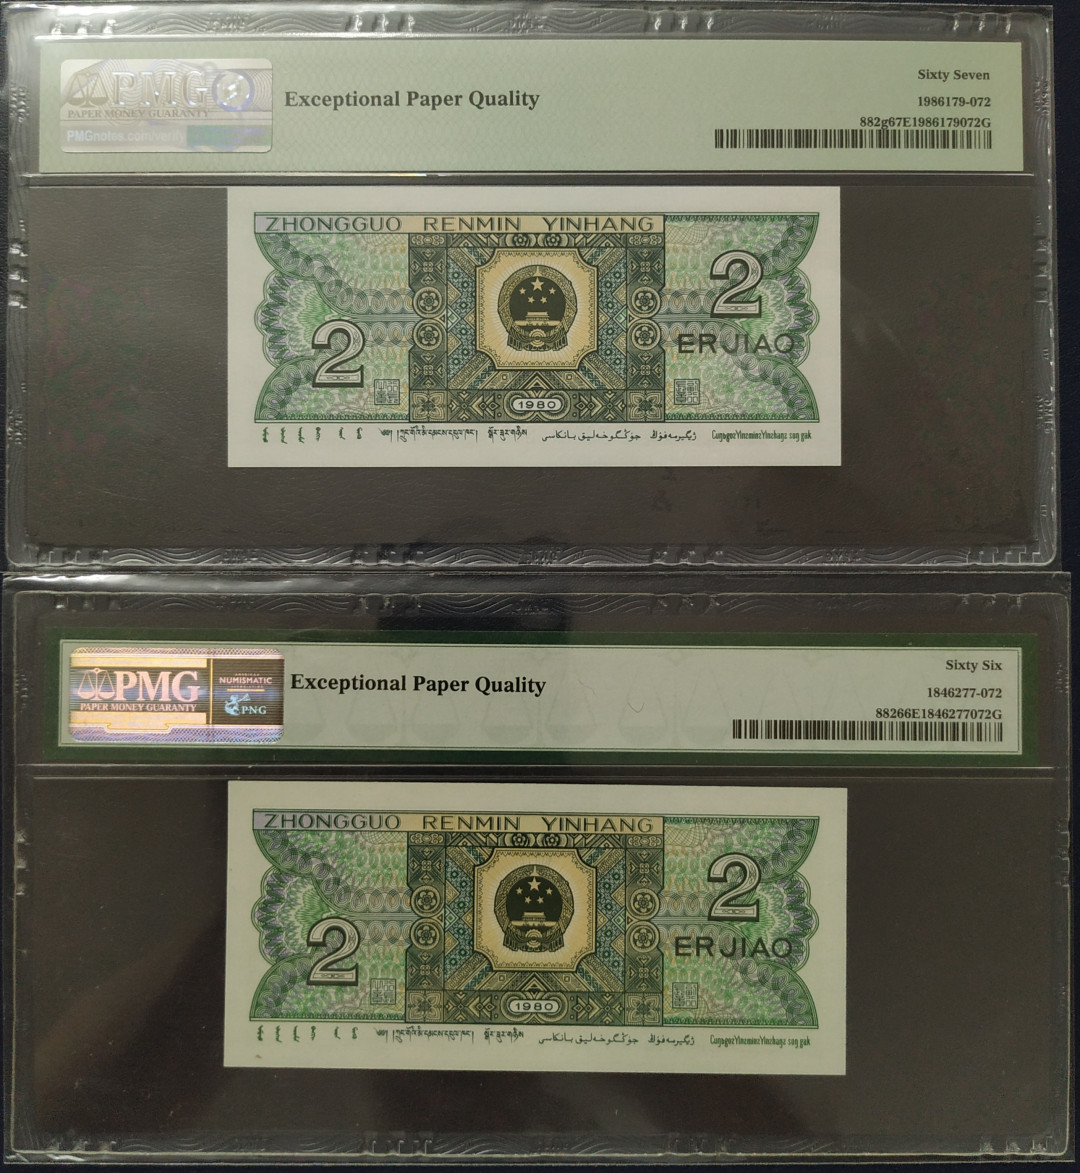 PMG
PAPER MONEY GUARANTY
PMGnotes.com/verify
Exceptional Paper Quality
Sixty Seven
1986179-072
882g67E1986179072G
ZHONGGUO RENMIN YINHANG
2
ERJIAO
2
1980
PMG
PAPER MONEY GUARANTY
NUMISMATIC
PNG
Exceptional Paper Quality
Sixty Six
1846277-072
88266E1846277072G
ZHONGGUO RENMIN YINHANG
2
ERJIAO
2
1980